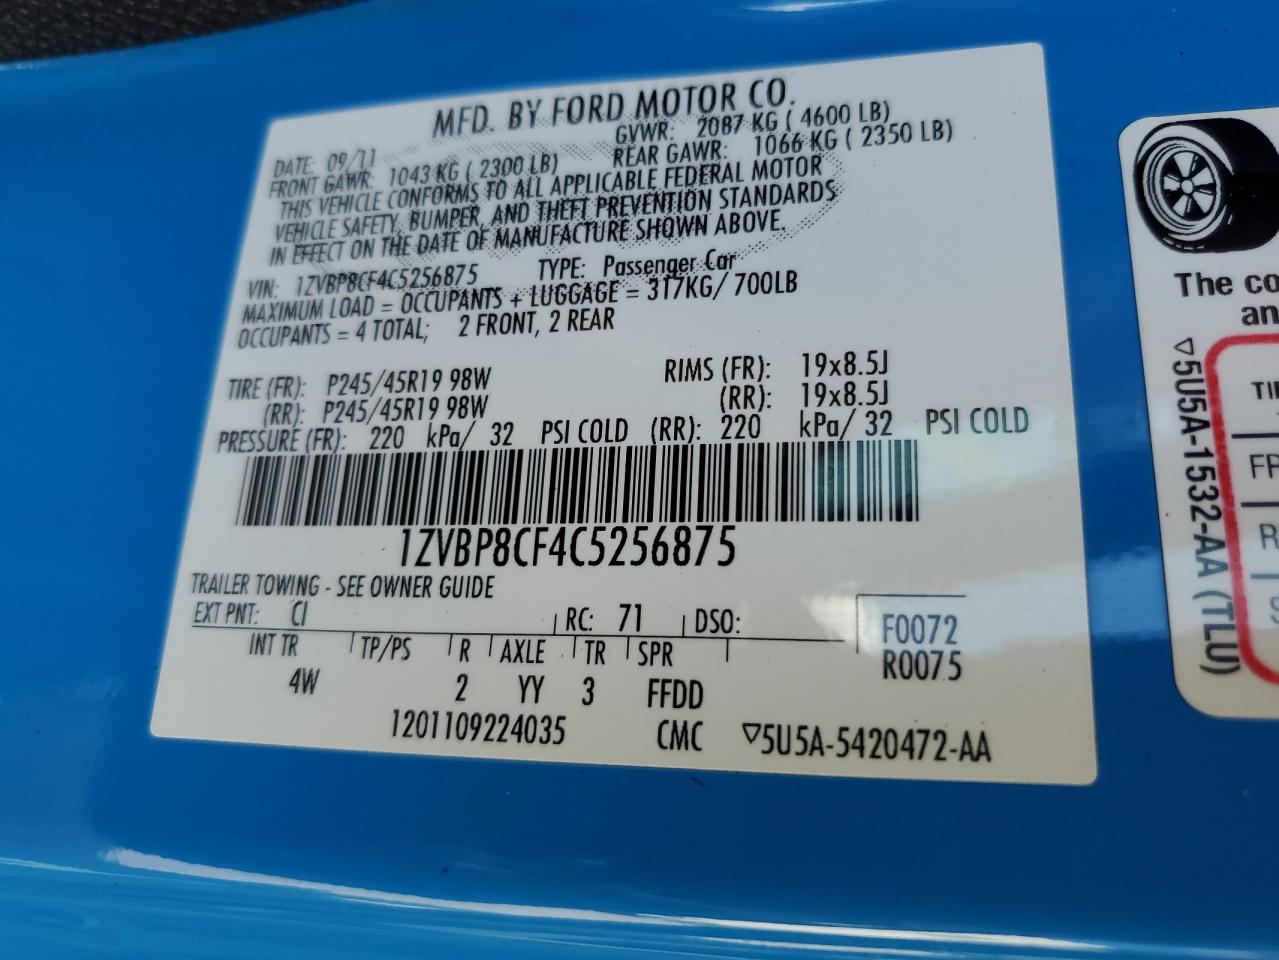 MFD. BY FORD MOTOR CO.
DATE: 09/11 GVWR: 2087 KG ( 4600 LB)
FRONT GAWR: 1043 KG ( 2300 LB) REAR GAWR: 1066 KG ( 2350 LB)
THIS VEHICLE CONFORMS TO ALL APPLICABLE FEDERAL MOTOR
VEHICLE SAFETY, BUMPER, AND THEFT PREVENTION STANDARDS
IN EFFECT ON THE DATE OF MANUFACTURE SHOWN ABOVE.
VIN: 1ZVBP8CF4C5256875 TYPE: Passenger Car
MAXIMUM LOAD = OCCUPANTS + LUGGAGE = 317KG/ 700LB
OCCUPANTS = 4 TOTAL; 2 FRONT, 2 REAR
TIRE (FR): P245/45R19 98W RIMS (FR): 19x8.5J
(RR): P245/45R19 98W (RR): 19x8.5J
PRESSURE (FR): 220 kPa/ 32 PSI COLD (RR): 220 kPa/ 32 PSI COLD
1ZVBP8CF4C5256875
TRAILER TOWING - SEE OWNER GUIDE
EXT PNT: CI RC: 71 DSO: F0072
INT TR TP/PS R AXLE TR SPR R0075
4W 2 YY 3 FFDD
1201109224035 CMC ▽5U5A-5420472-AA
The co
an
▽5U5A-1532-AA (TLU)
TI
FR
R
S